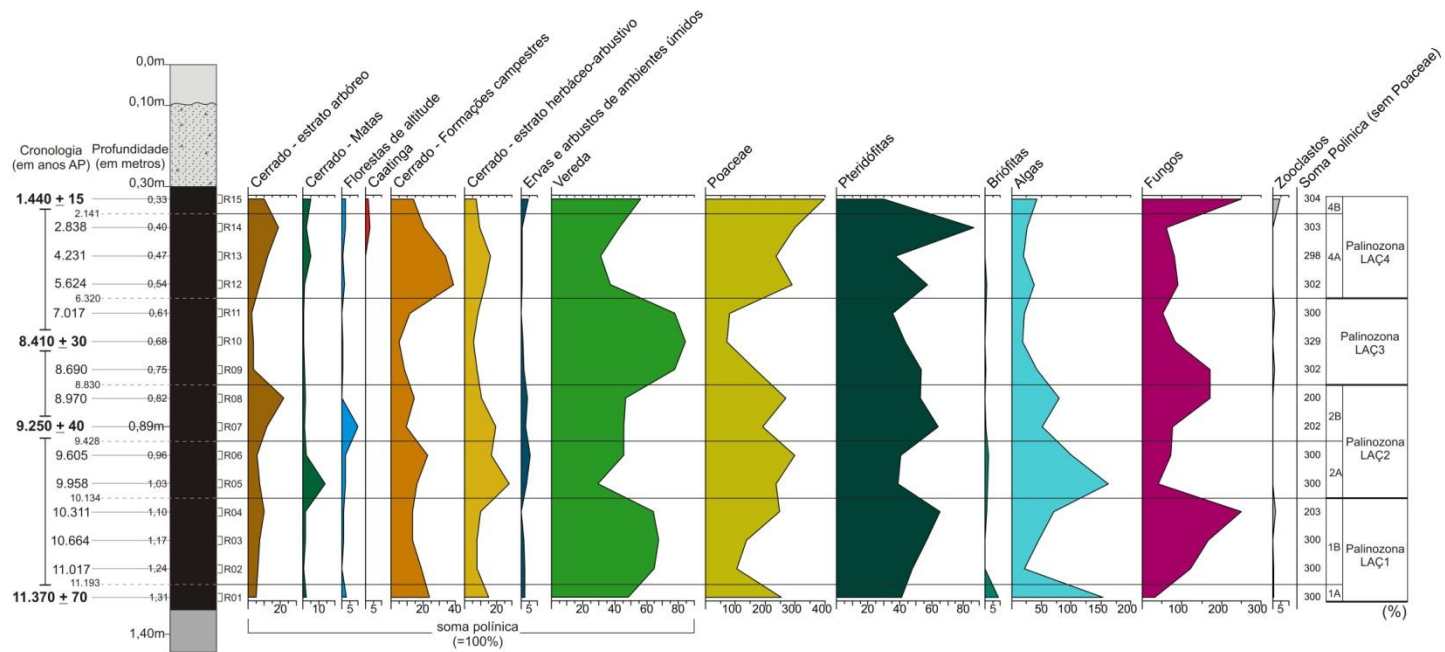 Cronologia
(em anos AP)
Profundidade
(em metros)
Cerrado - estrato arbóreo
Cerrado - Matas
Florestas de altitude
Caatinga
Cerrado - Formações campestres
Cerrado - estrato herbáceo-arbustivo
Ervas e arbustos de ambientes úmidos
Vereda
Poaceae
Pteridófitas
Briófitas
Algas
Fungos
Zooclastos
Soma Polínica (sem Poaceae)
0,0m
0,10m
0,30m
1.440 ± 15 0,33 R15 304 4B
2.141
2.838 0,40 R14 303
4.231 0,47 R13 298 4A
Palinozona
LAÇ4
5.624 0,54 R12 302
6.320
7.017 0,61 R11 300
8.410 ± 30 0,68 R10 329
Palinozona
LAÇ3
8.690 0,75 R09 302
8.830
8.970 0,82 R08 200
9.250 ± 40 0,89m R07 202 2B
9.428
9.605 0,96 R06 300
Palinozona
LAÇ2
9.958 1,03 R05 300 2A
10.134
10.311 1,10 R04 203
10.664 1,17 R03 300 1B
Palinozona
LAÇ1
11.017 1,24 R02 300
11.193
11.370 ± 70 1,31 R01 300 1A
20 10 5 5 20 40 20 5 20 40 60 80 100 200 300 400 20 40 60 80 5 50 100 150 200 100 200 300 5 (%)
1,40m
soma polínica
(=100%)